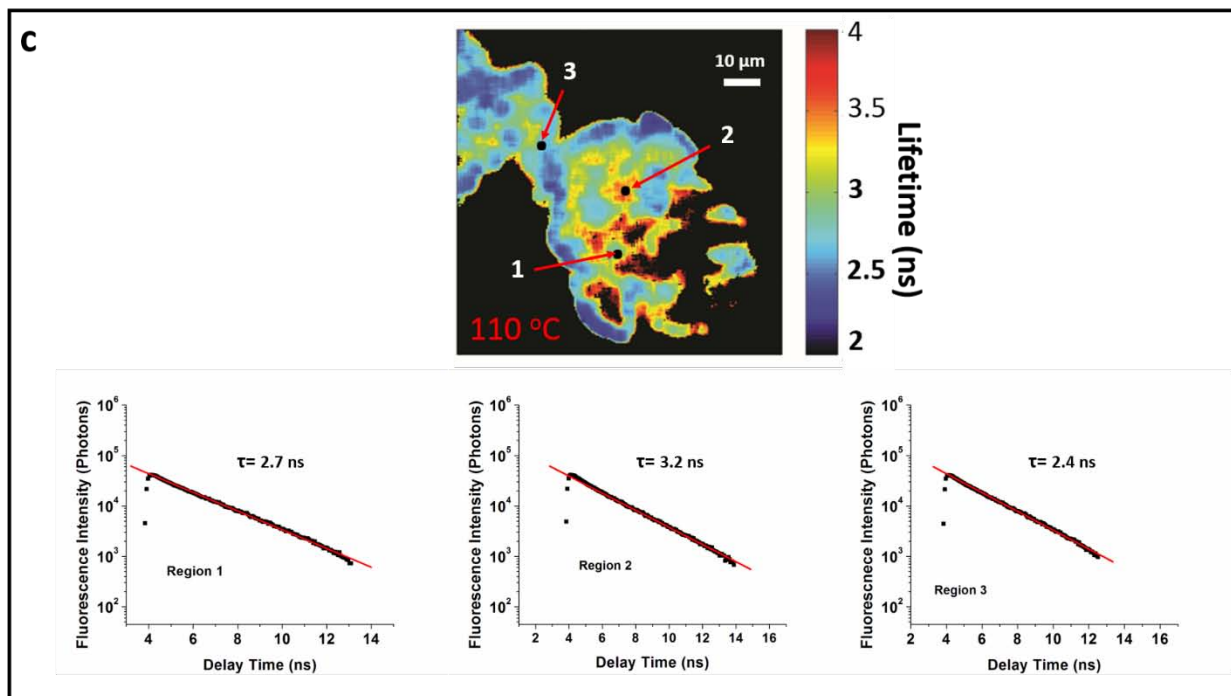 c
3
10 µm
2
1
110 °C
4
3.5
3
2.5
2
Lifetime (ns)
Fluorescence Intensity (Photons)
10⁶
10⁵
10⁴
10³
10²
τ= 2.7 ns
Region 1
4 6 8 10 12 14
Delay Time (ns)
Fluorescence Intensity (Photons)
10⁶
10⁵
10⁴
10³
10²
τ= 3.2 ns
Region 2
2 4 6 8 10 12 14 16
Delay Time (ns)
Fluorescnece Intensity (Photons)
10⁶
10⁵
10⁴
10³
10²
τ= 2.4 ns
Region 3
2 4 6 8 10 12 14 16
Delay Time (ns)